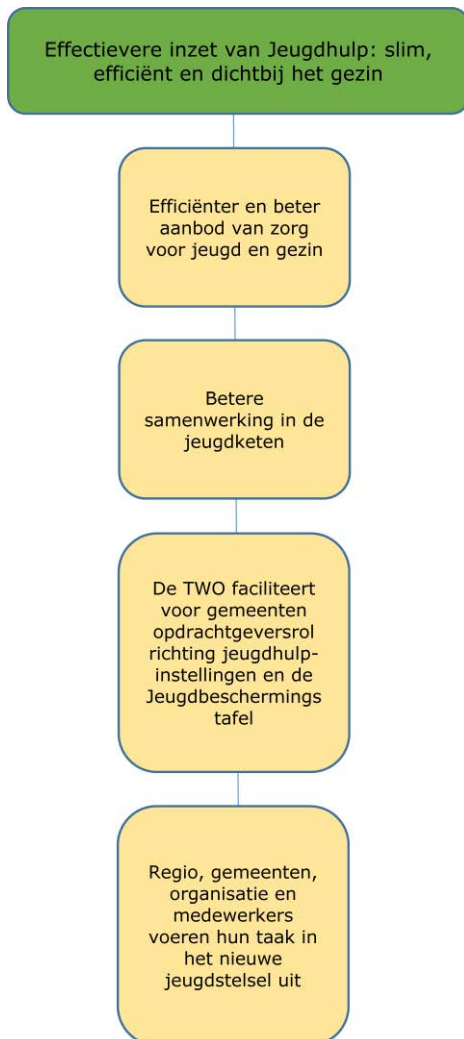 Effectievere inzet van Jeugdhulp: slim,
efficiënt en dichtbij het gezin
Efficiënter en beter
aanbod van zorg
voor jeugd en gezin
Betere
samenwerking in de
jeugdketen
De TWO faciliteert
voor gemeenten
opdrachtgeversrol
richting jeugdhulp-
instellingen en de
Jeugdbeschermings
tafel
Regio, gemeenten,
organisatie en
medewerkers
voeren hun taak in
het nieuwe
jeugdstelsel uit